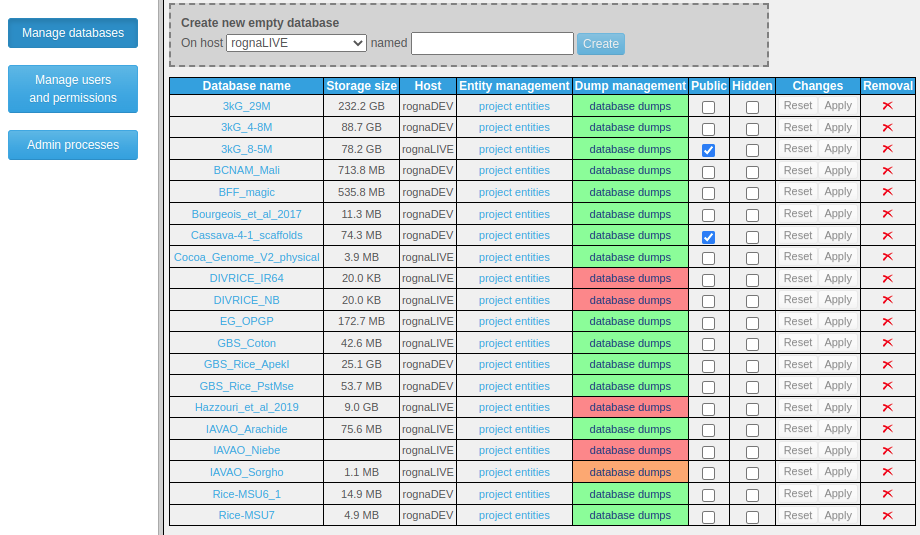 Manage databases
Manage users
and permissions
Admin processes
Create new empty database
On host rognaLIVE named Create
Database name Storage size Host Entity management Dump management Public Hidden Changes Removal
3kG_29M 232.2 GB rognaDEV project entities database dumps Reset Apply
3kG_4-8M 88.7 GB rognaDEV project entities database dumps Reset Apply
3kG_8-5M 78.2 GB rognaLIVE project entities database dumps Reset Apply
BCNAM_Mali 713.8 MB rognaDEV project entities database dumps Reset Apply
BFF_magic 535.8 MB rognaLIVE project entities database dumps Reset Apply
Bourgeois_et_al_2017 11.3 MB rognaDEV project entities database dumps Reset Apply
Cassava-4-1_scaffolds 74.3 MB rognaDEV project entities database dumps Reset Apply
Cocoa_Genome_V2_physical 3.9 MB rognaLIVE project entities database dumps Reset Apply
DIVRICE_IR64 20.0 KB rognaLIVE project entities database dumps Reset Apply
DIVRICE_NB 20.0 KB rognaLIVE project entities database dumps Reset Apply
EG_OPGP 172.7 MB rognaLIVE project entities database dumps Reset Apply
GBS_Coton 42.6 MB rognaLIVE project entities database dumps Reset Apply
GBS_Rice_ApekI 25.1 GB rognaLIVE project entities database dumps Reset Apply
GBS_Rice_PstMse 53.7 MB rognaLIVE project entities database dumps Reset Apply
Hazzouri_et_al_2019 9.0 GB rognaLIVE project entities database dumps Reset Apply
IAVAO_Arachide 75.6 MB rognaLIVE project entities database dumps Reset Apply
IAVAO_Niebe rognaLIVE project entities database dumps Reset Apply
IAVAO_Sorgho 1.1 MB rognaLIVE project entities database dumps Reset Apply
Rice-MSU6_1 14.9 MB rognaDEV project entities database dumps Reset Apply
Rice-MSU7 4.9 MB rognaDEV project entities database dumps Reset Apply